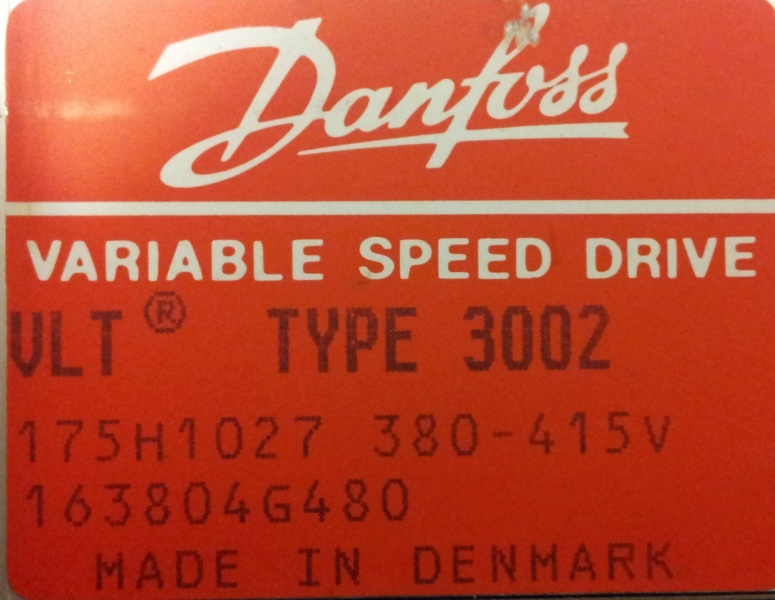 Danfoss
VARIABLE SPEED DRIVE
VLT® TYPE 3002
175H1027 380-415V
163804G480
MADE IN DENMARK